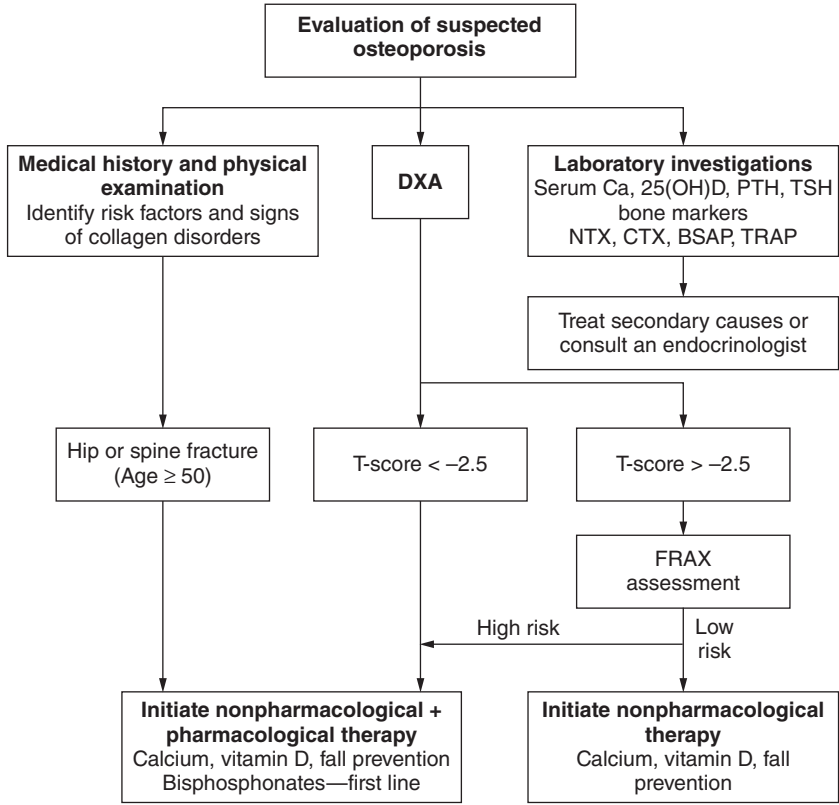 Evaluation of suspected
osteoporosis
Medical history and physical
examination
Identify risk factors and signs
of collagen disorders
DXA
Laboratory investigations
Serum Ca, 25(OH)D, PTH, TSH
bone markers
NTX, CTX, BSAP, TRAP
Treat secondary causes or
consult an endocrinologist
Hip or spine fracture
(Age ≥ 50)
T-score < –2.5
T-score > –2.5
FRAX
assessment
High risk
Low
risk
Initiate nonpharmacological +
pharmacological therapy
Calcium, vitamin D, fall prevention
Bisphosphonates—first line
Initiate nonpharmacological
therapy
Calcium, vitamin D, fall
prevention